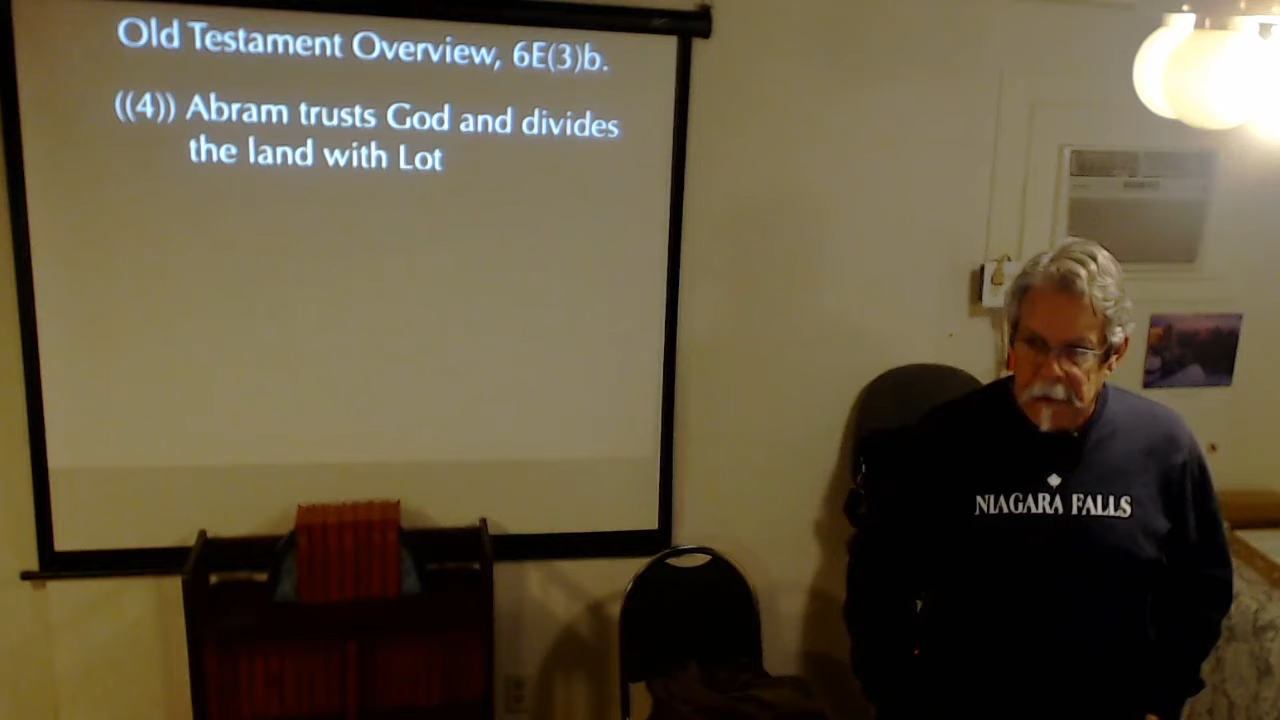 Old Testament Overview, 6E(3)b.
((4)) Abram trusts God and divides
the land with Lot
NIAGARA FALLS